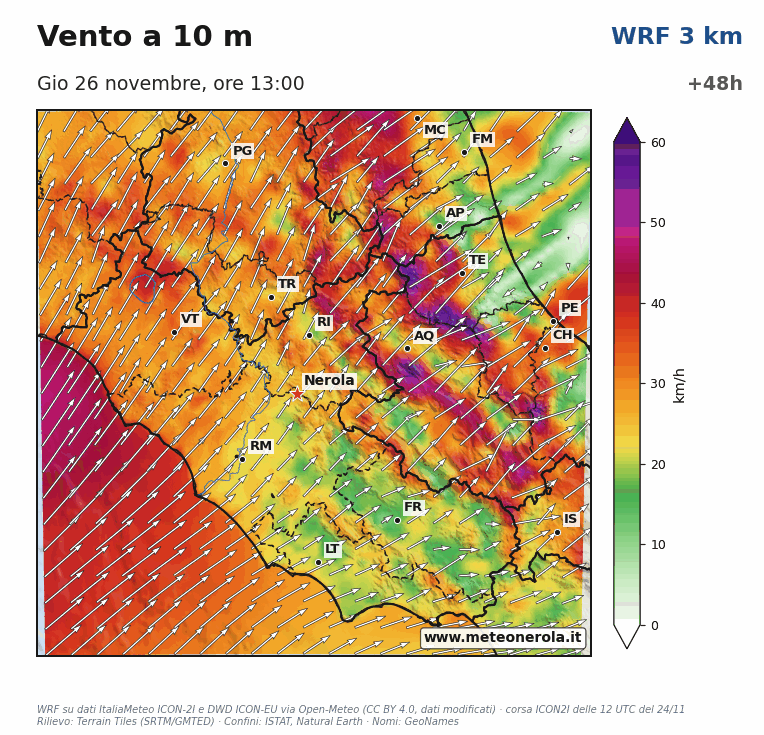 Vento a 10 m
WRF 3 km
Gio 26 novembre, ore 13:00
+48h
MC
FM
PG
AP
TE
TR
PE
VT
RI
AQ
CH
Nerola
RM
FR
IS
LT
www.meteonerola.it
60
50
40
30
20
10
0
km/h
WRF su dati ItaliaMeteo ICON-2I e DWD ICON-EU via Open-Meteo (CC BY 4.0, dati modificati) · corsa ICON2I delle 12 UTC del 24/11
Rilievo: Terrain Tiles (SRTM/GMTED) · Confini: ISTAT, Natural Earth · Nomi: GeoNames